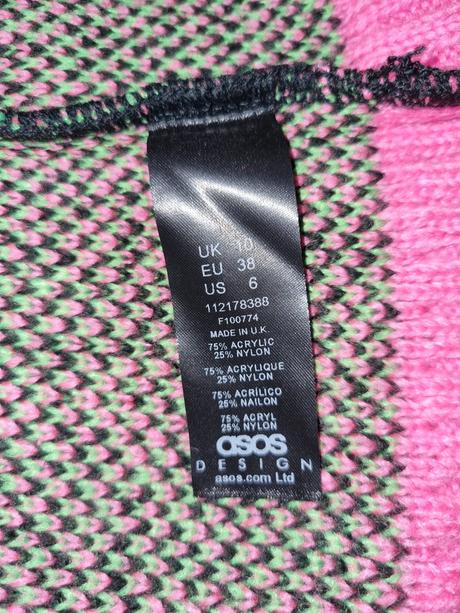 UK 10
EU 38
US 6
112178388
F100774
MADE IN U.K.
75% ACRYLIC
25% NYLON
75% ACRYLIQUE
25% NYLON
75% ACRÍLICO
25% NAILON
75% ACRYL
25% NYLON
asos
DESIGN
asos.com Ltd